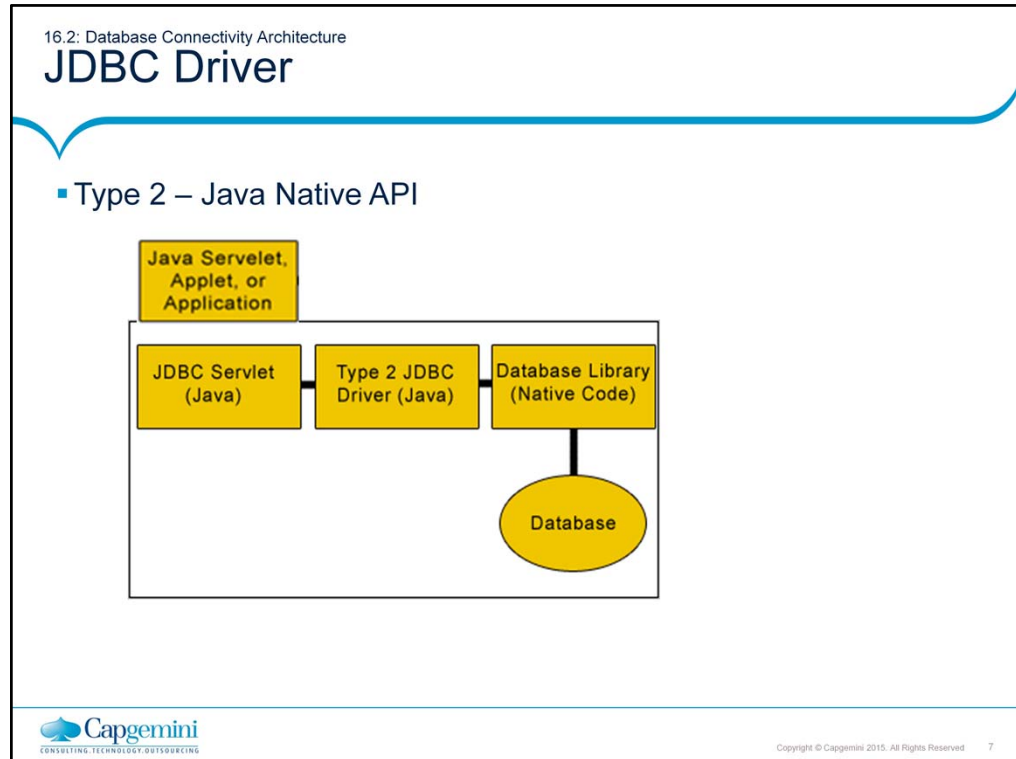 16.2: Database Connectivity Architecture
JDBC Driver
▪ Type 2 – Java Native API
Java Servelet,
Applet, or
Application
JDBC Servlet
(Java)
Type 2 JDBC
Driver (Java)
Database Library
(Native Code)
Database
Capgemini
CONSULTING.TECHNOLOGY.OUTSOURCING
Copyright © Capgemini 2015. All Rights Reserved 7